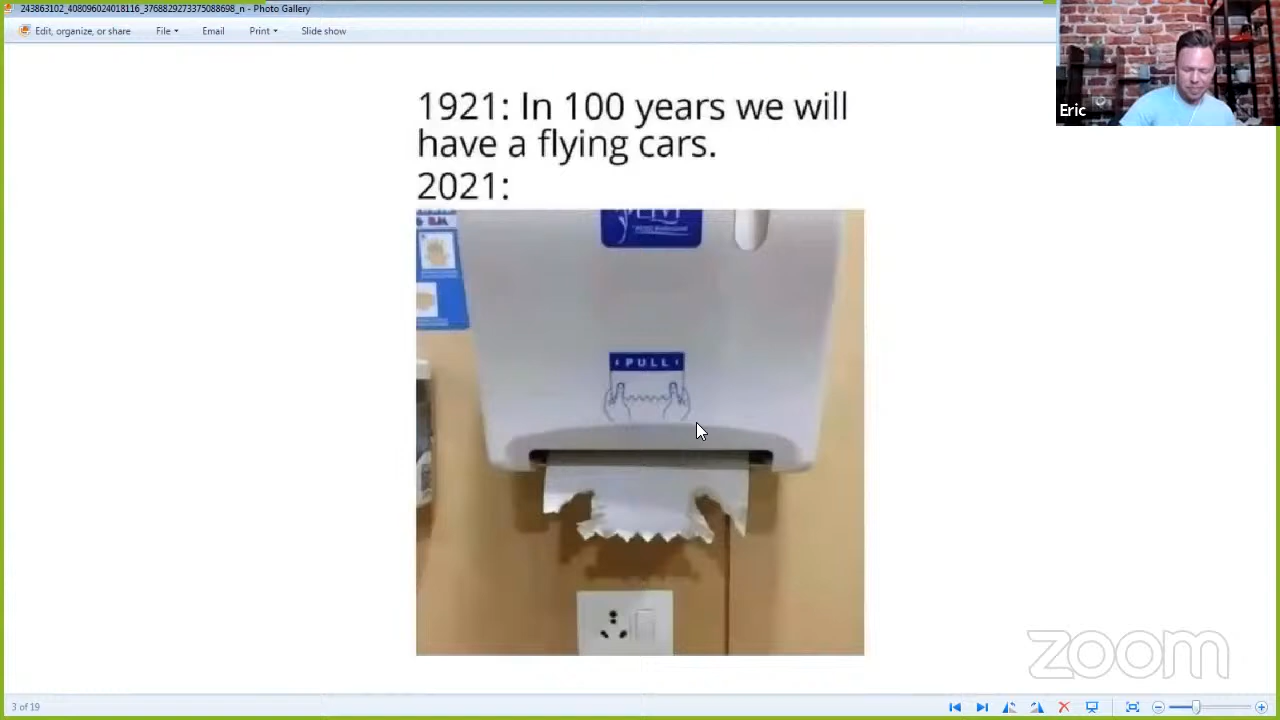 243863102_408096024018116_3768829273375088698_n - Photo Gallery
Edit, organize, or share File Email Print Slide show
Eric
1921: In 100 years we will
have a flying cars.
2021:
PULL
zoom
3 of 19